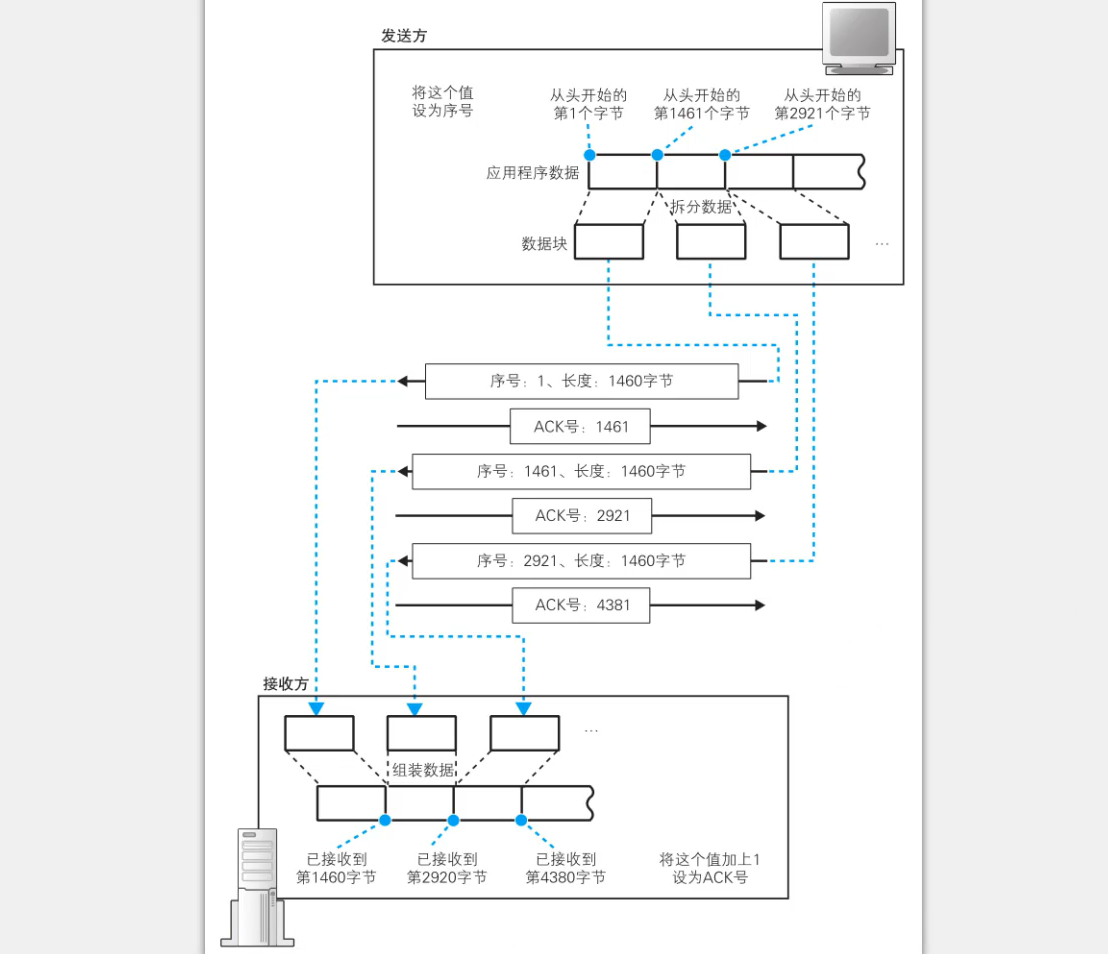 发送方
将这个值
设为序号
从头开始的
第1个字节
从头开始的
第1461个字节
从头开始的
第2921个字节
应用程序数据
拆分数据
数据块
…
序号：1、长度：1460字节
ACK号：1461
序号：1461、长度：1460字节
ACK号：2921
序号：2921、长度：1460字节
ACK号：4381
接收方
…
组装数据
已接收到
第1460字节
已接收到
第2920字节
已接收到
第4380字节
将这个值加上1
设为ACK号